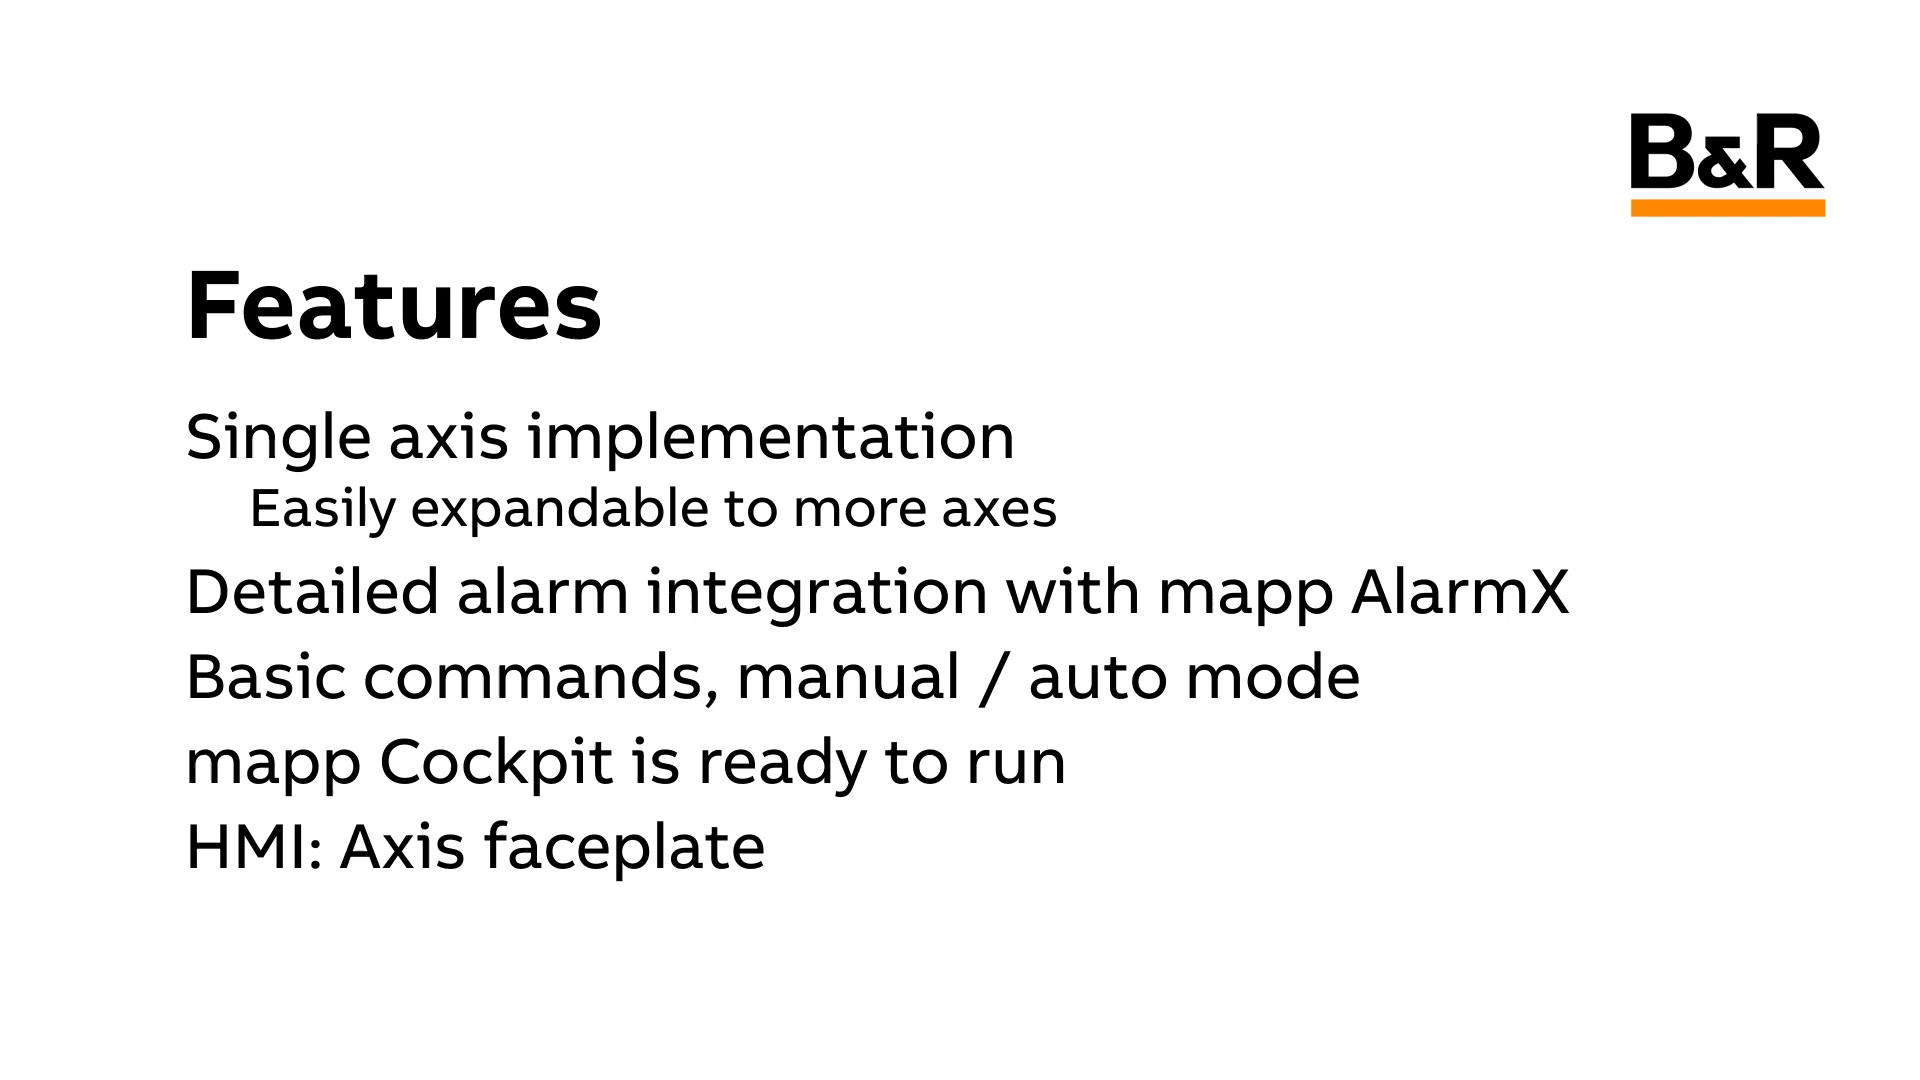 B&R
Features
Single axis implementation
Easily expandable to more axes
Detailed alarm integration with mapp AlarmX
Basic commands, manual / auto mode
mapp Cockpit is ready to run
HMI: Axis faceplate